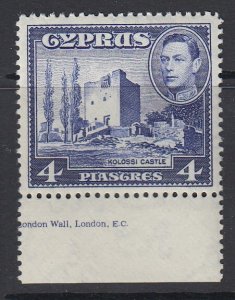 CYPRUS
KOLOSSI CASTLE
4 PIASTRES 4
London Wall, London, E.C.